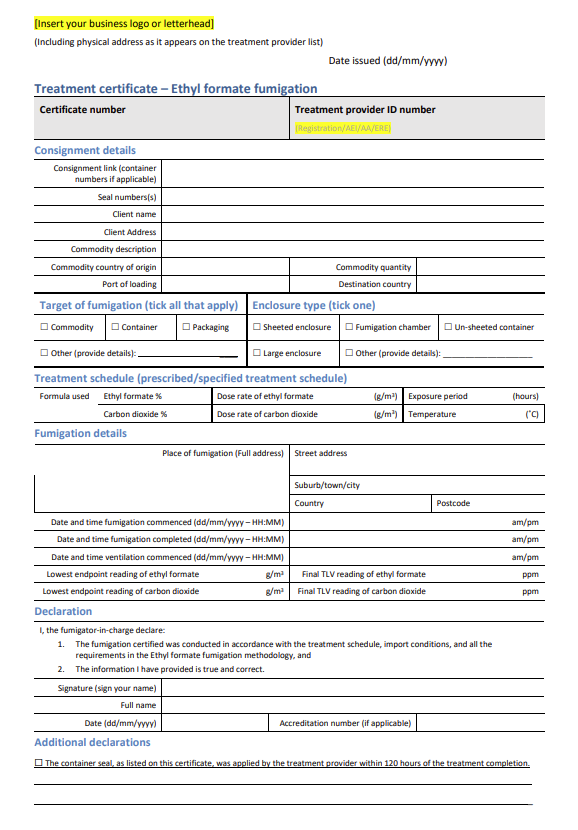 [Insert your business logo or letterhead]
(Including physical address as it appears on the treatment provider list)
Date issued (dd/mm/yyyy)
Treatment certificate – Ethyl formate fumigation
Certificate number
Treatment provider ID number
(Registration/AEI/AA/ERE)
Consignment details
Consignment link (container
numbers if applicable)
Seal numbers(s)
Client name
Client Address
Commodity description
Commodity country of origin
Commodity quantity
Port of loading
Destination country
Target of fumigation (tick all that apply)
Enclosure type (tick one)
☐ Commodity ☐ Container ☐ Packaging
☐ Sheeted enclosure ☐ Fumigation chamber ☐ Un-sheeted container
☐ Other (provide details): ____________________
☐ Large enclosure ☐ Other (provide details): ____________________
Treatment schedule (prescribed/specified treatment schedule)
Formula used Ethyl formate % Dose rate of ethyl formate (g/m³) Exposure period (hours)
Carbon dioxide % Dose rate of carbon dioxide (g/m³) Temperature (˚C)
Fumigation details
Place of fumigation (Full address)
Street address
Suburb/town/city
Country Postcode
Date and time fumigation commenced (dd/mm/yyyy – HH:MM) am/pm
Date and time fumigation completed (dd/mm/yyyy – HH:MM) am/pm
Date and time ventilation commenced (dd/mm/yyyy – HH:MM) am/pm
Lowest endpoint reading of ethyl formate g/m³ Final TLV reading of ethyl formate ppm
Lowest endpoint reading of carbon dioxide g/m³ Final TLV reading of carbon dioxide ppm
Declaration
I, the fumigator-in-charge declare:
1. The fumigation certified was conducted in accordance with the treatment schedule, import conditions, and all the
requirements in the Ethyl formate fumigation methodology, and
2. The information I have provided is true and correct.
Signature (sign your name)
Full name
Date (dd/mm/yyyy) Accreditation number (if applicable)
Additional declarations
☐ The container seal, as listed on this certificate, was applied by the treatment provider within 120 hours of the treatment completion.